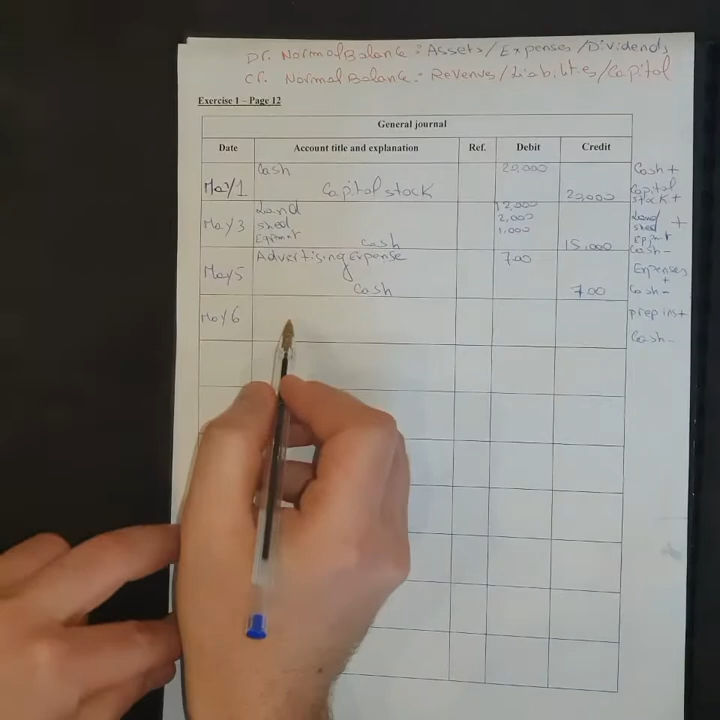 Dr. Normal Balance: Assets/Expenses/Dividends
Cr. Normal Balance: Revenues/Liabilities/Capital
Exercise 1 – Page 12
General journal
Date Account title and explanation Ref. Debit Credit
Cash 20,000 Cash +
May 1 Capital stock 20,000 Capital stock +
Land 12,000 Land +
May 3 Shed 2,000 shed
Eqpmnt 1,000 Eqpmt
Cash 15,000 Cash -
Advertising Expense 700 Expenses
May 5 +
Cash 700 Cash -
May 6 prep ins +
Cash -